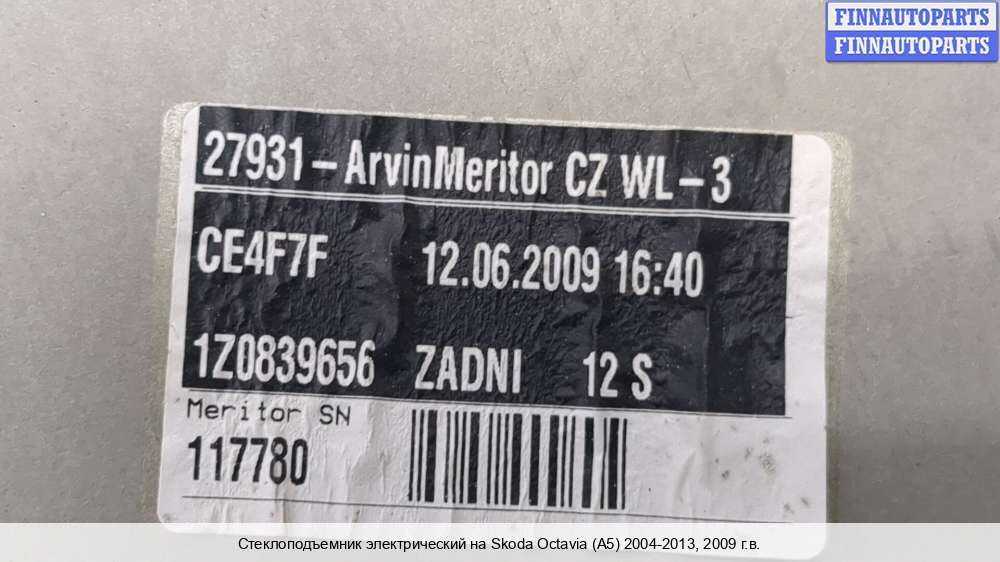 FINNAUTOPARTS
FINNAUTOPARTS
27931-ArvinMeritor CZ WL-3
CE4F7F 12.06.2009 16:40
1Z0839656 ZADNI 12 S
Meritor SN
117780
Стеклоподъемник электрический на Skoda Octavia (A5) 2004-2013, 2009 г.в.